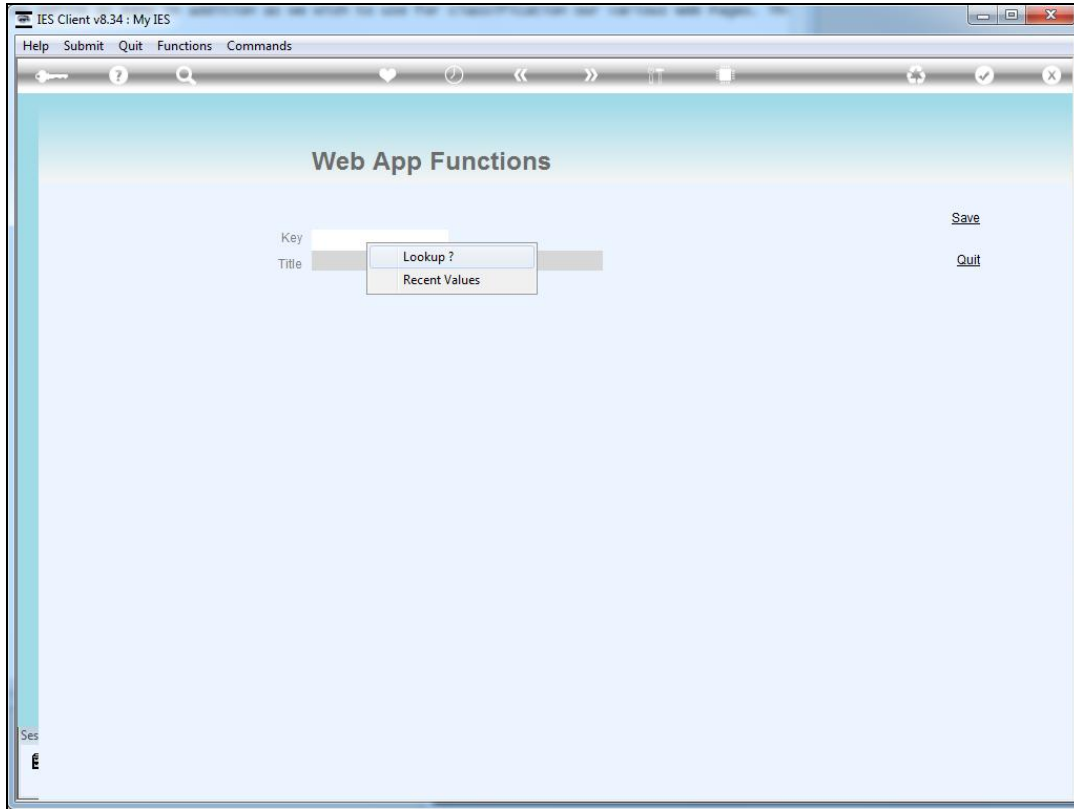 IES Client v8.34 : My IES
Help Submit Quit Functions Commands
Web App Functions
Save
Key
Lookup ?
Title
Quit
Recent Values
Ses